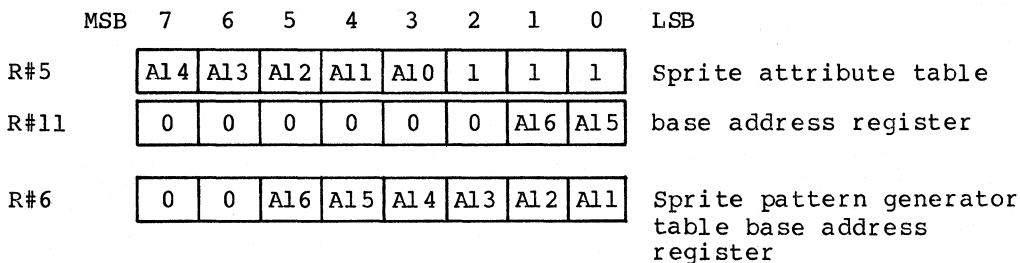 MSB 7 6 5 4 3 2 1 0 LSB
R#5 A14 A13 A12 A11 A10 1 1 1 Sprite attribute table
R#11 0 0 0 0 0 0 A16 A15 base address register
R#6 0 0 A16 A15 A14 A13 A12 A11 Sprite pattern generator
table base address
register